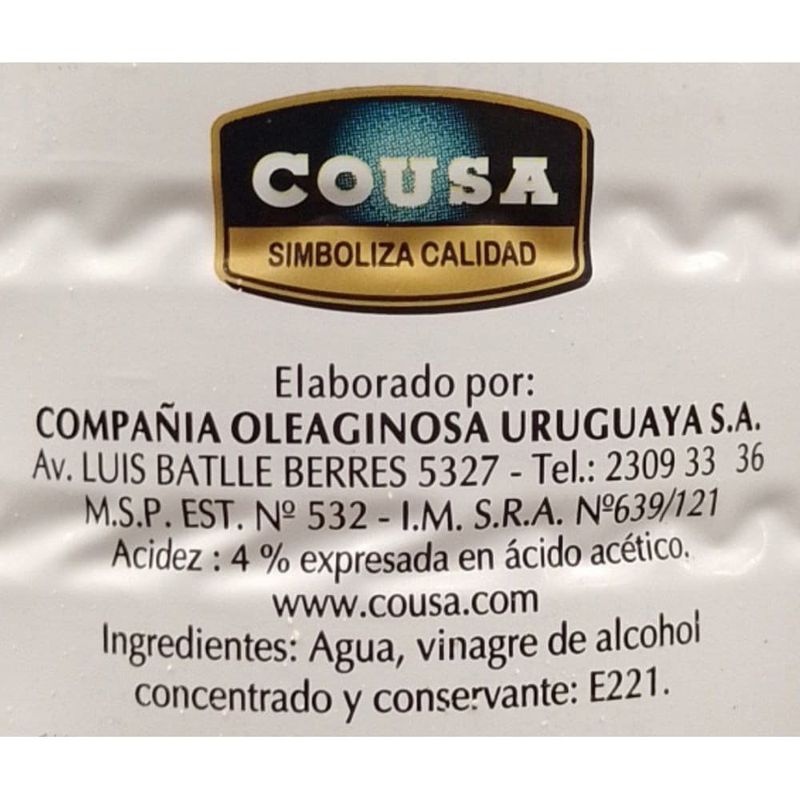 COUSA
SIMBOLIZA CALIDAD
Elaborado por:
COMPAÑIA OLEAGINOSA URUGUAYA S.A.
Av. LUIS BATLLE BERRES 5327 - Tel.: 2309 33 36
M.S.P. EST. Nº 532 - I.M. S.R.A. Nº639/121
Acidez : 4 % expresada en ácido acético.
www.cousa.com
Ingredientes: Agua, vinagre de alcohol
concentrado y conservante: E221.